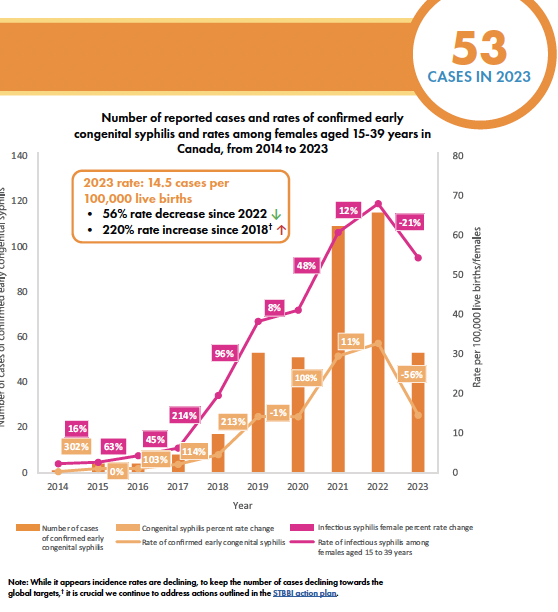 53
CASES IN 2023
Number of reported cases and rates of confirmed early
congenital syphilis and rates among females aged 15-39 years in
Canada, from 2014 to 2023
2023 rate: 14.5 cases per
100,000 live births
• 56% rate decrease since 2022 ↓
• 220% rate increase since 2018† ↑
140
120
100
80
60
40
20
0
of cases of confirmed early congenital syphilis
80
70
60
50
40
30
20
10
0
Rate per 100,000 live births/females
16%
63%
45%
214%
96%
8%
48%
12%
-21%
302%
0%
103%
114%
213%
-1%
108%
11%
-56%
2014 2015 2016 2017 2018 2019 2020 2021 2022 2023
Year
Number of cases
of confirmed early
congenital syphilis
Congenital syphilis percent rate change
Rate of confirmed early congenital syphilis
Infectious syphilis female percent rate change
Rate of infectious syphilis among
females aged 15 to 39 years
Note: While it appears incidence rates are declining, to keep the number of cases declining towards the
global targets,† it is crucial we continue to address actions outlined in the STBBI action plan.